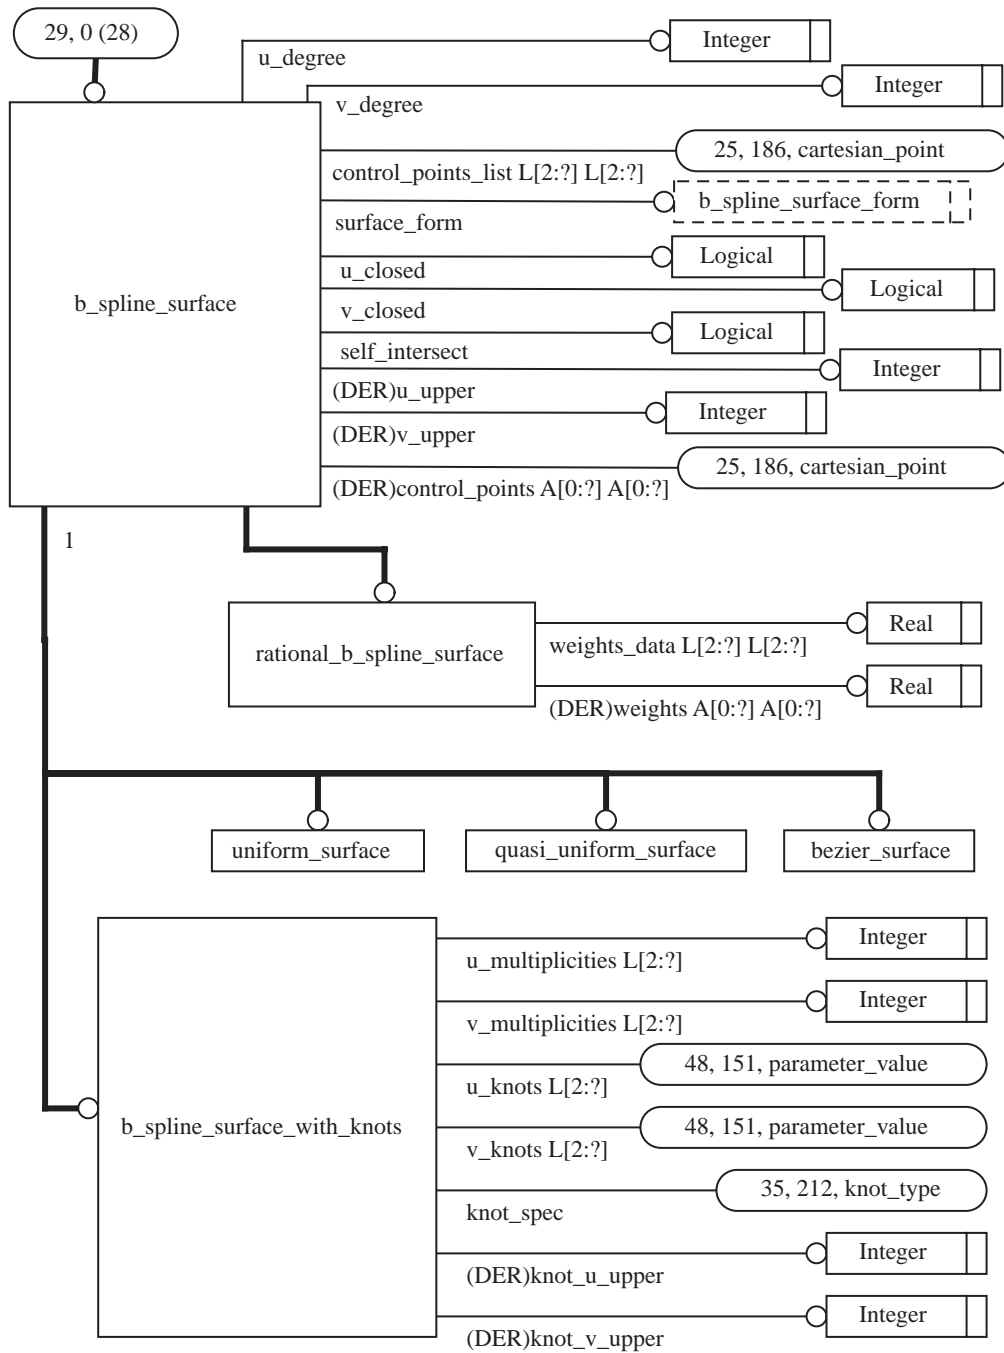 29, 0 (28)
u_degree
Integer
v_degree
Integer
control_points_list L[2:?] L[2:?]
25, 186, cartesian_point
surface_form
b_spline_surface_form
u_closed
Logical
b_spline_surface
v_closed
Logical
self_intersect
Logical
(DER)u_upper
Integer
(DER)v_upper
Integer
(DER)control_points A[0:?] A[0:?]
25, 186, cartesian_point
1
rational_b_spline_surface
weights_data L[2:?] L[2:?]
Real
(DER)weights A[0:?] A[0:?]
Real
uniform_surface
quasi_uniform_surface
bezier_surface
b_spline_surface_with_knots
u_multiplicities L[2:?]
Integer
v_multiplicities L[2:?]
Integer
u_knots L[2:?]
48, 151, parameter_value
v_knots L[2:?]
48, 151, parameter_value
knot_spec
35, 212, knot_type
(DER)knot_u_upper
Integer
(DER)knot_v_upper
Integer